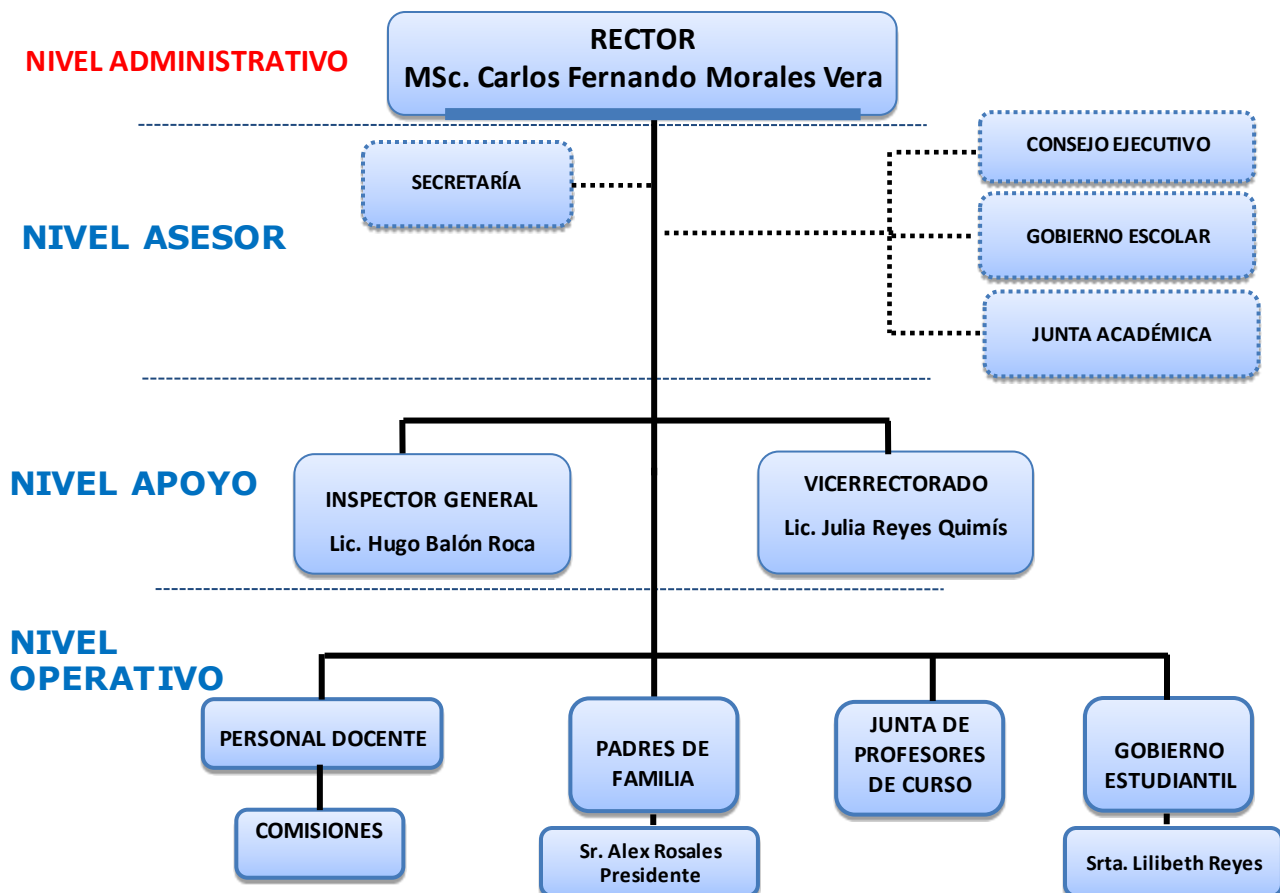 RECTOR
MSc. Carlos Fernando Morales Vera
NIVEL ADMINISTRATIVO
CONSEJO EJECUTIVO
SECRETARÍA
NIVEL ASESOR
GOBIERNO ESCOLAR
JUNTA ACADÉMICA
NIVEL APOYO
INSPECTOR GENERAL
Lic. Hugo Balón Roca
VICERRECTORADO
Lic. Julia Reyes Quimís
NIVEL
OPERATIVO
PERSONAL DOCENTE
PADRES DE
FAMILIA
JUNTA DE
PROFESORES
DE CURSO
GOBIERNO
ESTUDIANTIL
COMISIONES
Sr. Alex Rosales
Presidente
Srta. Lilibeth Reyes